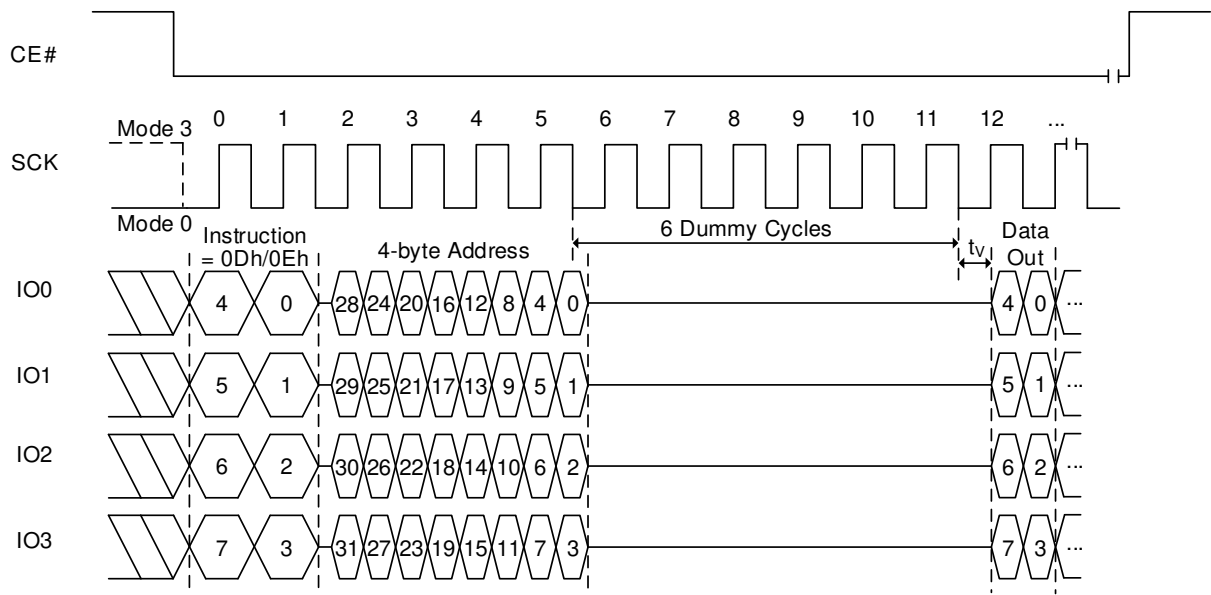 CE#
0 1 2 3 4 5 6 7 8 9 10 11 12 ...
Mode 3
SCK
Mode 0
6 Dummy Cycles
Instruction
= 0Dh/0Eh
4-byte Address
tV
Data
Out
IO0 4 0 28 24 20 16 12 8 4 0 4 0 ...
IO1 5 1 29 25 21 17 13 9 5 1 5 1 ...
IO2 6 2 30 26 22 18 14 10 6 2 6 2 ...
IO3 7 3 31 27 23 19 15 11 7 3 7 3 ...